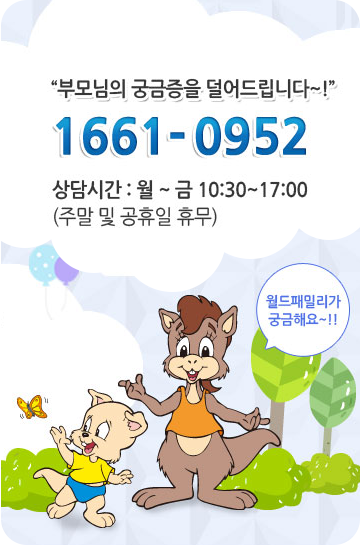 “부모님의 궁금증을 덜어드립니다~!”
1661-0952
상담시간 : 월 ~ 금 10:30~17:00
(주말 및 공휴일 휴무)
월드패밀리가
궁금해요~!!